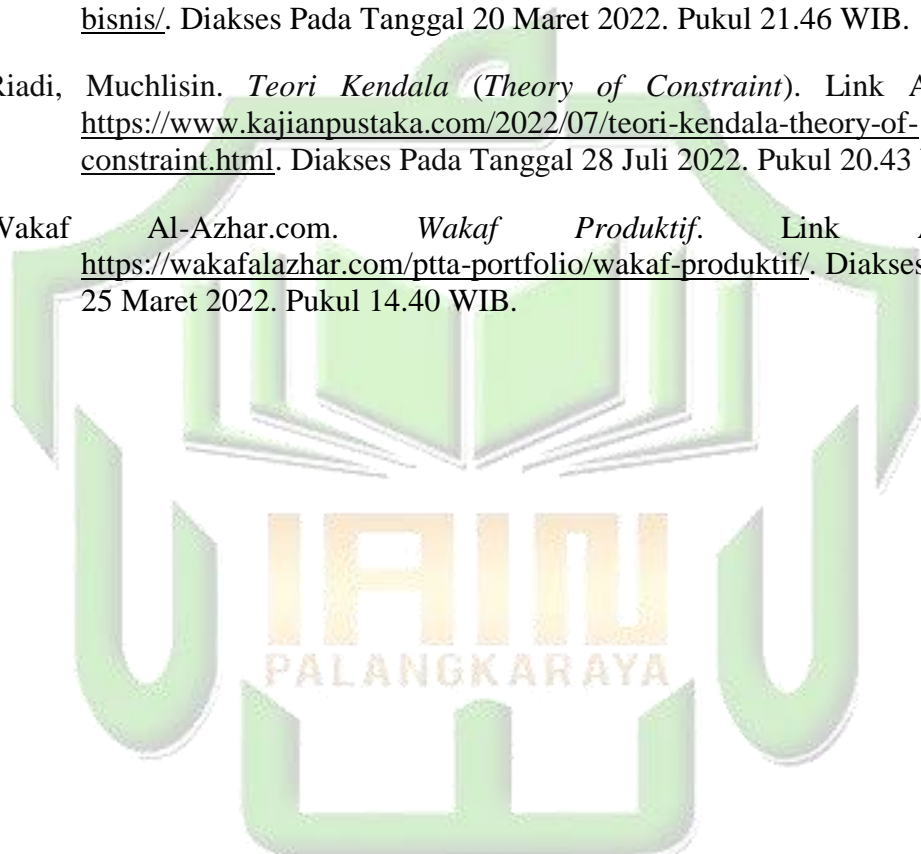 bisnis/. Diakses Pada Tanggal 20 Maret 2022. Pukul 21.46 WIB.
Riadi, Muchlisin. Teori Kendala (Theory of Constraint). Link A
https://www.kajianpustaka.com/2022/07/teori-kendala-theory-of-
constraint.html. Diakses Pada Tanggal 28 Juli 2022. Pukul 20.43
Wakaf Al-Azhar.com. Wakaf Produktif. Link
https://wakafalazhar.com/ptta-portfolio/wakaf-produktif/. Diakses
25 Maret 2022. Pukul 14.40 WIB.
IAIN
PALANGKARAYA